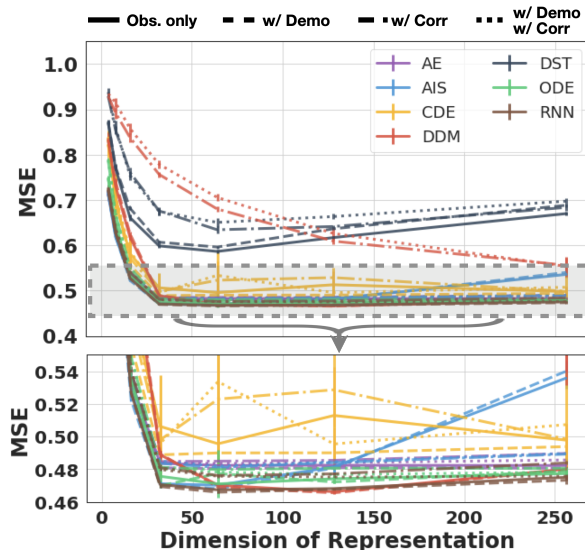 Obs. only w/ Demo w/ Corr w/ Demo w/ Corr
1.0
0.9
0.8
0.7
0.6
0.5
0.4
MSE
AE DST
AIS ODE
CDE RNN
DDM
0.54
0.52
0.50
0.48
0.46
MSE
0 50 100 150 200 250
Dimension of Representation